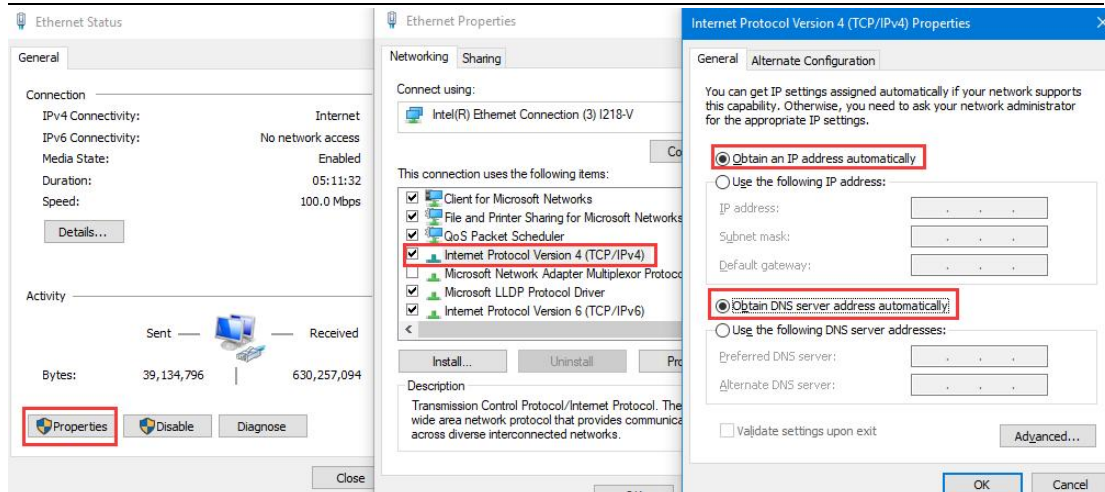 Ethernet Status
General
Connection
IPv4 Connectivity: Internet
IPv6 Connectivity: No network access
Media State: Enabled
Duration: 05:11:32
Speed: 100.0 Mbps
Details...
Activity
Sent — Received
Bytes: 39,134,796 | 630,257,094
Properties Disable Diagnose
Close
Ethernet Properties
Networking Sharing
Connect using:
Intel(R) Ethernet Connection (3) I218-V
Co
This connection uses the following items:
Client for Microsoft Networks
File and Printer Sharing for Microsoft Networks
QoS Packet Scheduler
Internet Protocol Version 4 (TCP/IPv4)
Microsoft Network Adapter Multiplexor Protoco
Microsoft LLDP Protocol Driver
Internet Protocol Version 6 (TCP/IPv6)
Install... Uninstall Pro
Description
Transmission Control Protocol/Internet Protocol. The
wide area network protocol that provides communica
across diverse interconnected networks.
Internet Protocol Version 4 (TCP/IPv4) Properties
General Alternate Configuration
You can get IP settings assigned automatically if your network supports
this capability. Otherwise, you need to ask your network administrator
for the appropriate IP settings.
Obtain an IP address automatically
Use the following IP address:
IP address:
Subnet mask:
Default gateway:
Obtain DNS server address automatically
Use the following DNS server addresses:
Preferred DNS server:
Alternate DNS server:
Validate settings upon exit
Advanced...
OK Cancel